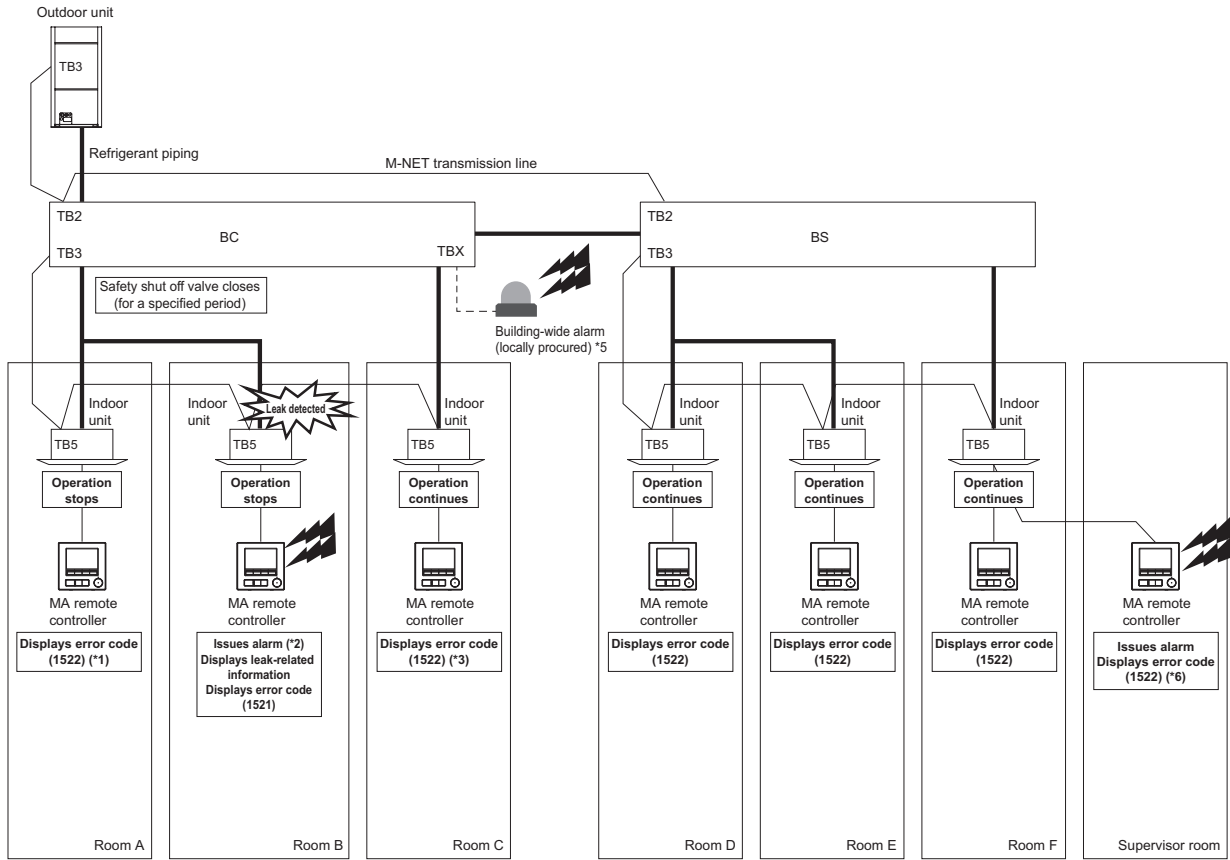 Outdoor unit
TB3
Refrigerant piping
M-NET transmission line
TB2
BC
TB3
TBX
TB2
BS
TB3
Safety shut off valve closes
(for a specified period)
Building-wide alarm
(locally procured) *5
Indoor
unit
TB5
Operation
stops
MA remote
controller
Displays error code
(1522) (*1)
Room A
Indoor
unit
Leak detected
TB5
Operation
stops
MA remote
controller
Issues alarm (*2)
Displays leak-related
information
Displays error code
(1521)
Room B
Indoor
unit
TB5
Operation
continues
MA remote
controller
Displays error code
(1522) (*3)
Room C
Indoor
unit
TB5
Operation
continues
MA remote
controller
Displays error code
(1522)
Room D
Indoor
unit
TB5
Operation
continues
MA remote
controller
Displays error code
(1522)
Room E
Indoor
unit
TB5
Operation
continues
MA remote
controller
Displays error code
(1522)
Room F
MA remote
controller
Issues alarm
Displays error code
(1522) (*6)
Supervisor room